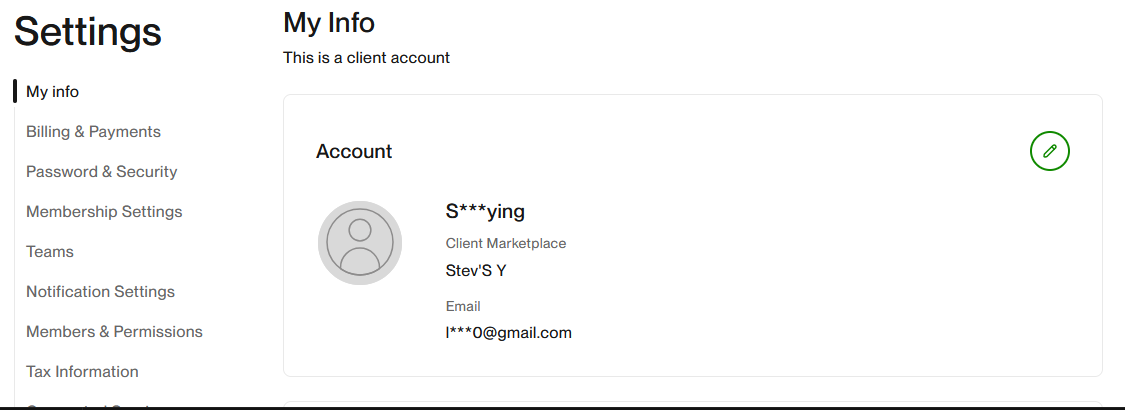 Settings
My info
Billing & Payments
Password & Security
Membership Settings
Teams
Notification Settings
Members & Permissions
Tax Information
My Info
This is a client account
Account
S***ying
Client Marketplace
Stev'S Y
Email
l***0@gmail.com